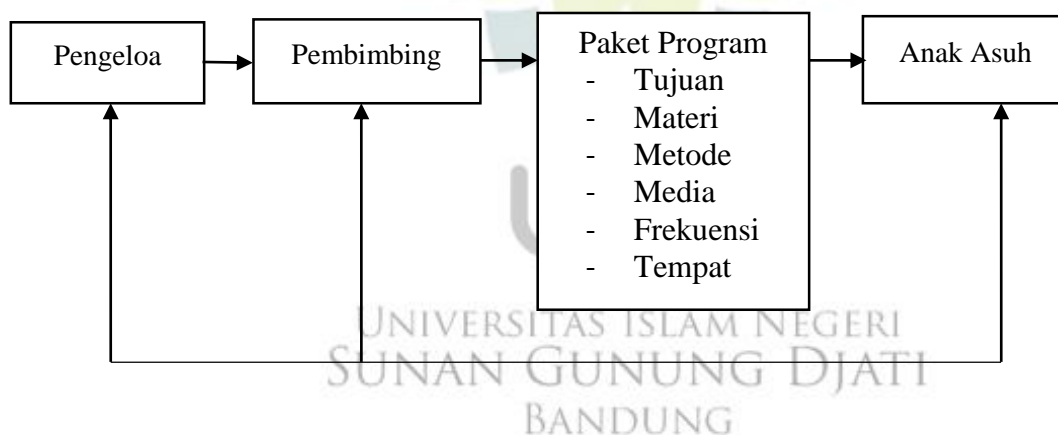 Pengeloa
Pembimbing
Paket Program
- Tujuan
- Materi
- Metode
- Media
- Frekuensi
- Tempat
Anak Asuh
UNIVERSITAS ISLAM NEGERI
SUNAN GUNUNG DJATI
BANDUNG